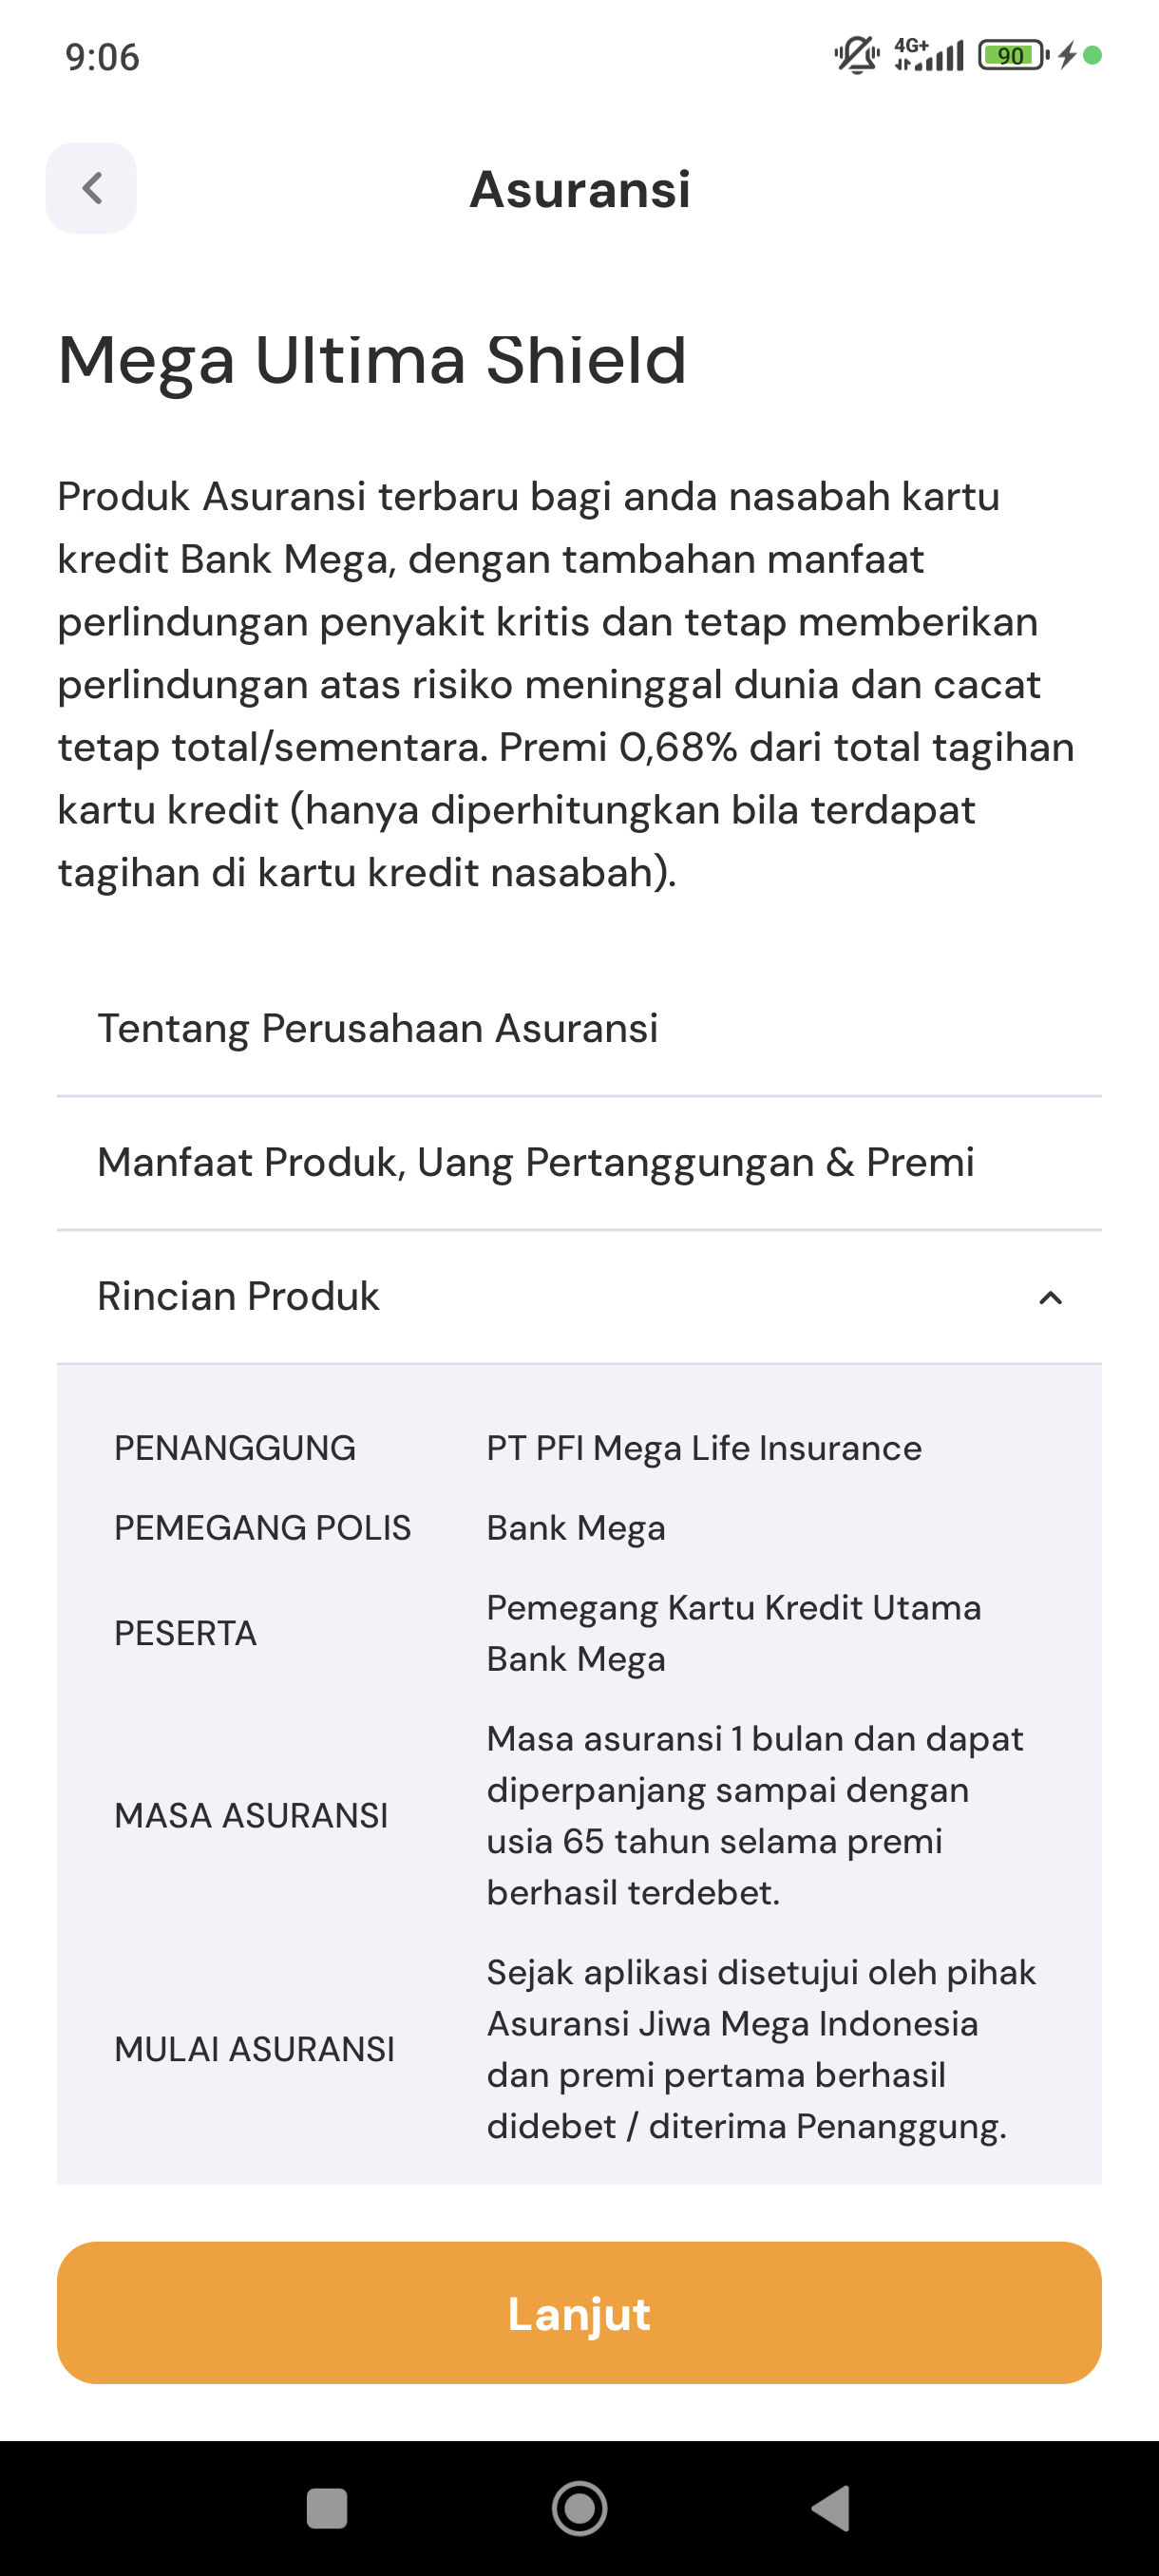 9:06
4G+
90
Asuransi
Mega Ultima Shield
Produk Asuransi terbaru bagi anda nasabah kartu
kredit Bank Mega, dengan tambahan manfaat
perlindungan penyakit kritis dan tetap memberikan
perlindungan atas risiko meninggal dunia dan cacat
tetap total/sementara. Premi 0,68% dari total tagihan
kartu kredit (hanya diperhitungkan bila terdapat
tagihan di kartu kredit nasabah).
Tentang Perusahaan Asuransi
Manfaat Produk, Uang Pertanggungan & Premi
Rincian Produk
PENANGGUNG
PT PFI Mega Life Insurance
PEMEGANG POLIS
Bank Mega
PESERTA
Pemegang Kartu Kredit Utama
Bank Mega
MASA ASURANSI
Masa asuransi 1 bulan dan dapat
diperpanjang sampai dengan
usia 65 tahun selama premi
berhasil terdebet.
MULAI ASURANSI
Sejak aplikasi disetujui oleh pihak
Asuransi Jiwa Mega Indonesia
dan premi pertama berhasil
didebet / diterima Penanggung.
Lanjut